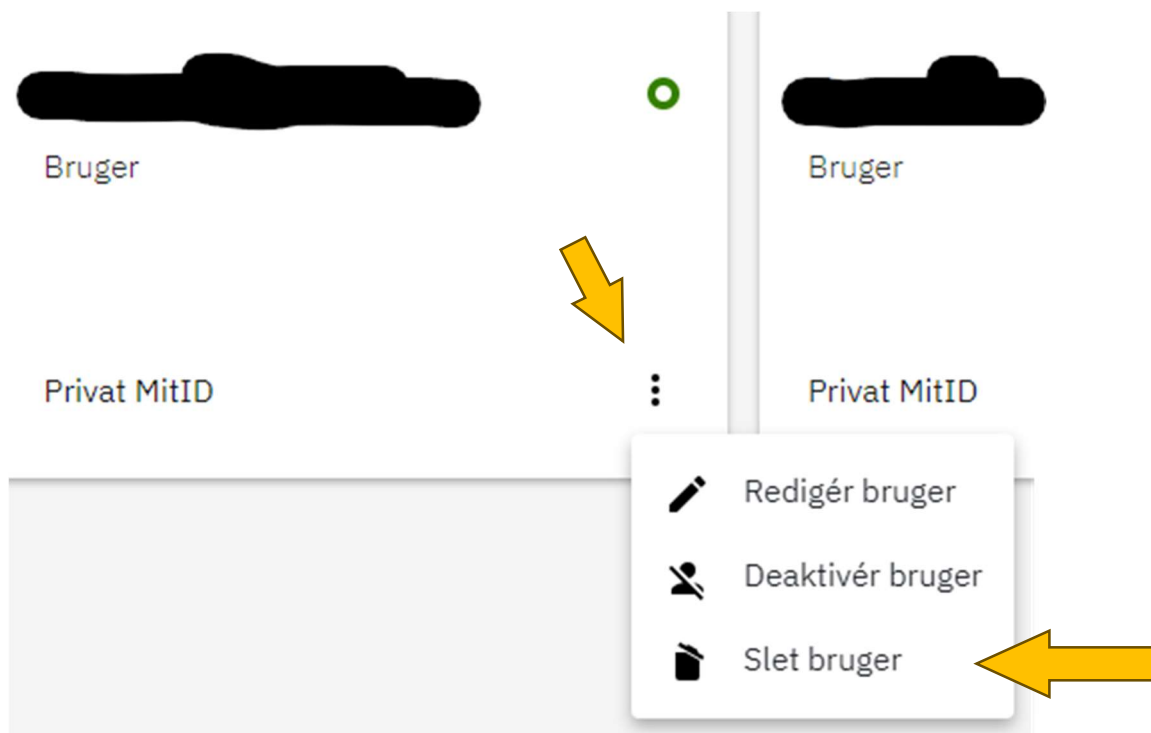 Bruger
Privat MitID
Bruger
Privat MitID
Redigér bruger
Deaktivér bruger
Slet bruger